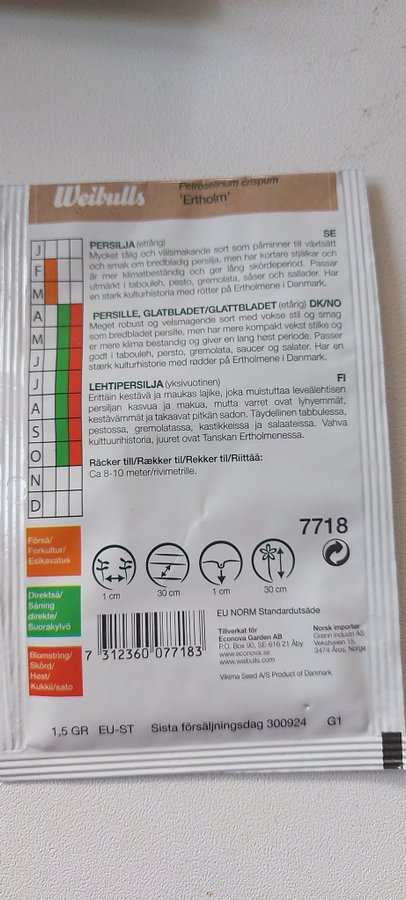 Weibulls
Petroselinum crispum
'Ertholm'
J
F
M
A
M
J
J
A
S
O
N
D
PERSILJA (ettårig) SE
Mycket tålig och välsmakande sort som påminner till växtsätt
och smak om bredbladig persilja, men har kortare stjälkar och
är mer klimatbeständig och ger lång skördeperiod. Passar
utmärkt i tabouleh, pesto, gremolata, såser och sallader. Har
en stark kulturhistoria med rötter på Ertholmene i Danmark.
PERSILLE, GLATBLADET/GLATTBLADET (etårig) DK/NO
Meget robust og velsmagende sort med vokse stil og smag
som bredbladet persille, men har mere kompakt vekst stilke og
er mere klima bestandig og giver en lang høst periode. Passer
godt i tabouleh, pesto, gremolata, saucer og salater. Har en
stærk kulturhistorie med rødder på Ertholmene i Danmark.
LEHTIPERSILJA (yksivuotinen) FI
Erittäin kestävä ja maukas lajike, joka muistuttaa leveälehtisen
persiljan kasvua ja makua, mutta varret ovat lyhyemmät,
kestävämmät ja takaavat pitkän sadon. Täydellinen tabbulessa,
pestossa, gremolatassa, kastikkeissa ja salaateissa. Vahva
kulttuurihistoria, juuret ovat Tanskan Ertholmenessa.
Räcker till/Rækker til/Rekker til/Riittää:
Ca 8-10 meter/rivimetrille.
7718
Förså/
Forkultur/
Esikasvatus
Direktså/
Såning
direkte/
Suorakylvö
Blomstring/
Skörd/
Høst/
Kukkii/sato
1 cm
30 cm
1 cm
30 cm
EU NORM Standardutsäde
7 312360 077183
Tillverkat för
Econova Garden AB
P.O. Box 90, SE-616 21 Åby
www.econova.se
www.weibulls.com
Norsk importør
Grønn industri AS
3474 Åros, Norge
Vikima Seed A/S Product of Danmark
1,5 GR EU-ST Sista försäljningsdag 300924 G1